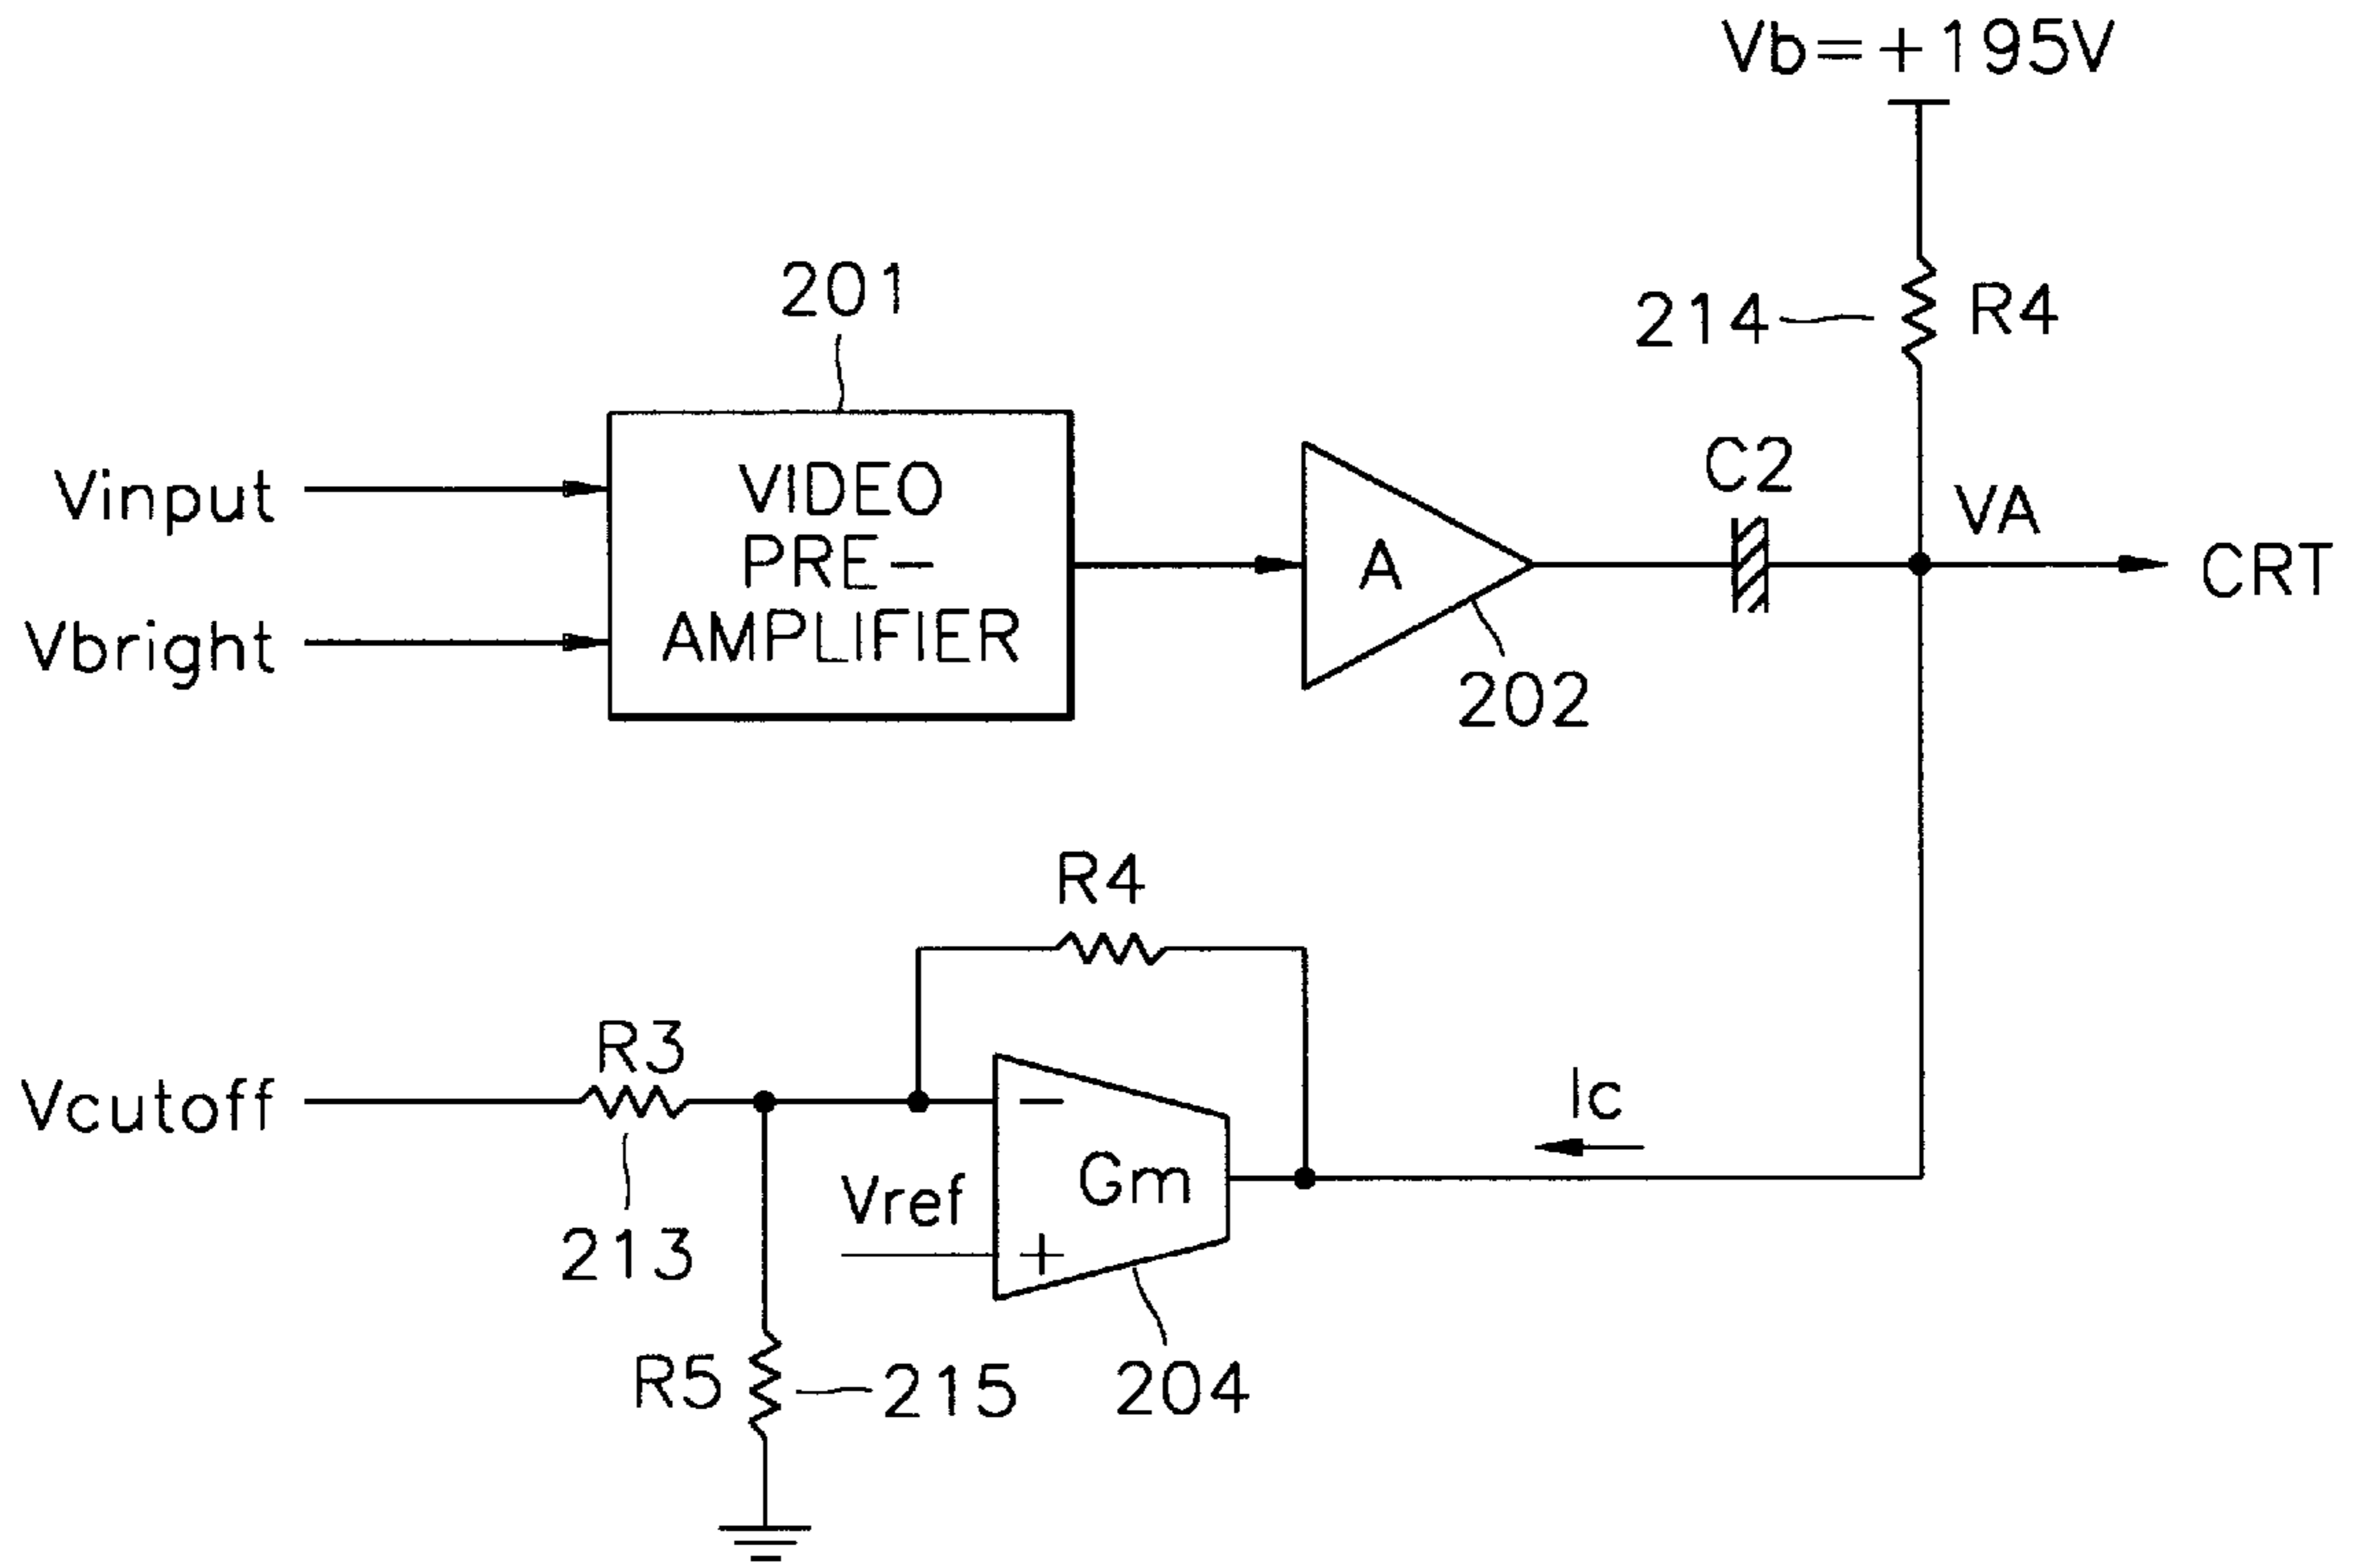 Vb=+195V
201
214
R4
Vinput
VIDEO
PRE-
AMPLIFIER
Vbright
A
202
C2
VA
CRT
R4
R3
Vcutoff
213
Vref
−
Gm
+
Ic
R5
215
204